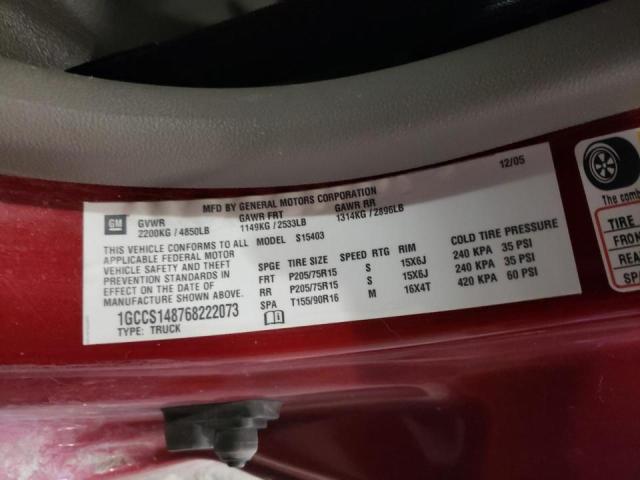 12/05
MFD BY GENERAL MOTORS CORPORATION
GM GVWR GAWR FRT GAWR RR
2200KG / 4850LB 1149KG / 2533LB 1314KG / 2896LB
THIS VEHICLE CONFORMS TO ALL
APPLICABLE FEDERAL MOTOR
VEHICLE SAFETY AND THEFT
PREVENTION STANDARDS IN
EFFECT ON THE DATE OF
MANUFACTURE SHOWN ABOVE.
1GCCS148768222073
TYPE: TRUCK
MODEL S15403
SPGE TIRE SIZE SPEED RTG RIM COLD TIRE PRESSURE
FRT P205/75R15 S 15X6J 240 KPA 35 PSI
RR P205/75R15 S 15X6J 240 KPA 35 PSI
SPA T155/90R16 M 16X4T 420 KPA 60 PSI
The comb
TIRE
FRON
REA
SP